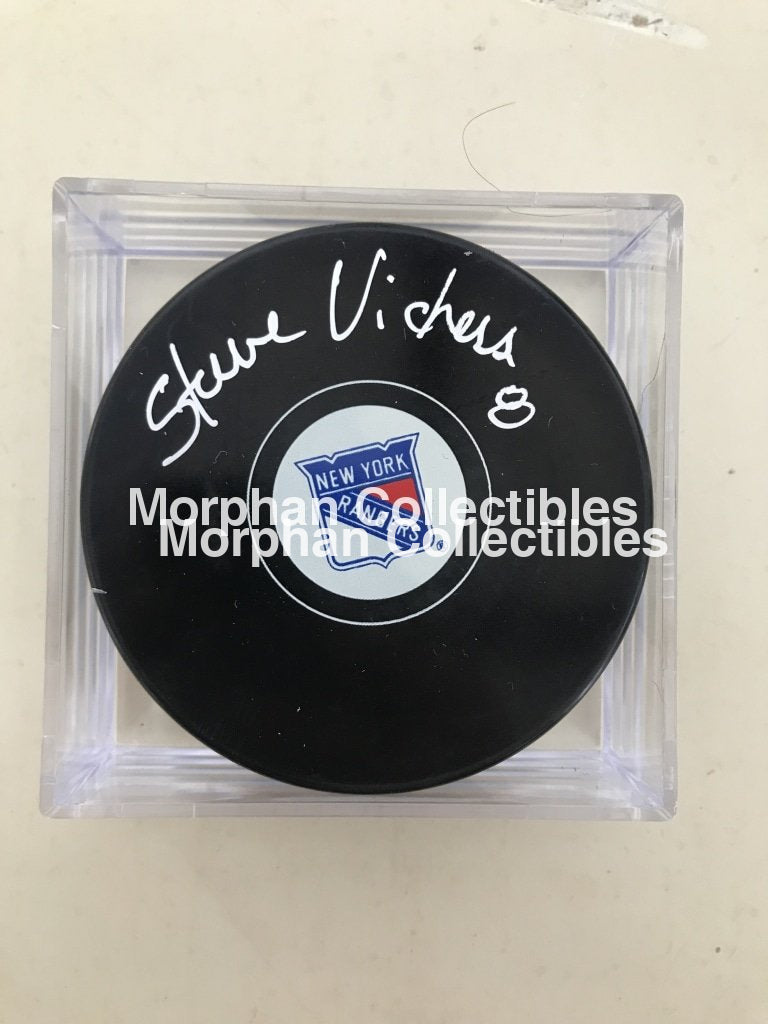 Steve Vickers
8
NEW YORK
RANGERS
Morphan Collectibles
Morphan Collectibles